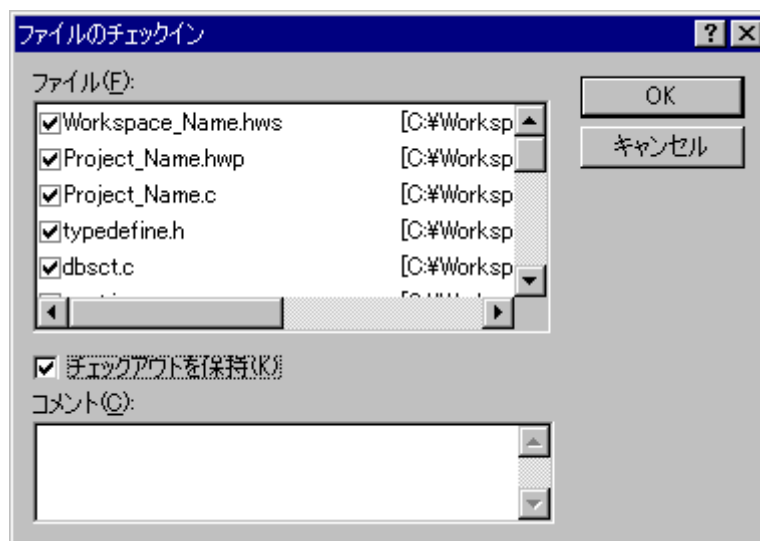 ファイルのチェックイン
ファイル(F):
Workspace_Name.hws [C:¥Worksp
Project_Name.hwp [C:¥Worksp
Project_Name.c [C:¥Worksp
typedefine.h [C:¥Worksp
dbsct.c [C:¥Worksp
OK
キャンセル
チェックアウトを保持(K)
コメント(C):